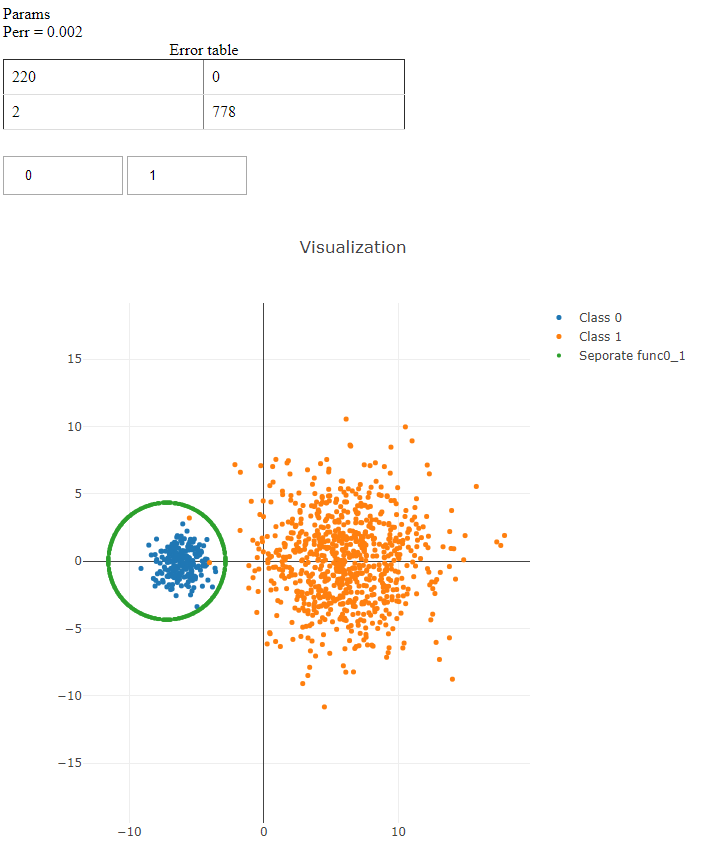 Params
Perr = 0.002
Error table
220 0
2 778
0 1
Visualization
Class 0
Class 1
Seporate func0_1
15
10
5
0
−5
−10
−15
−10 0 10